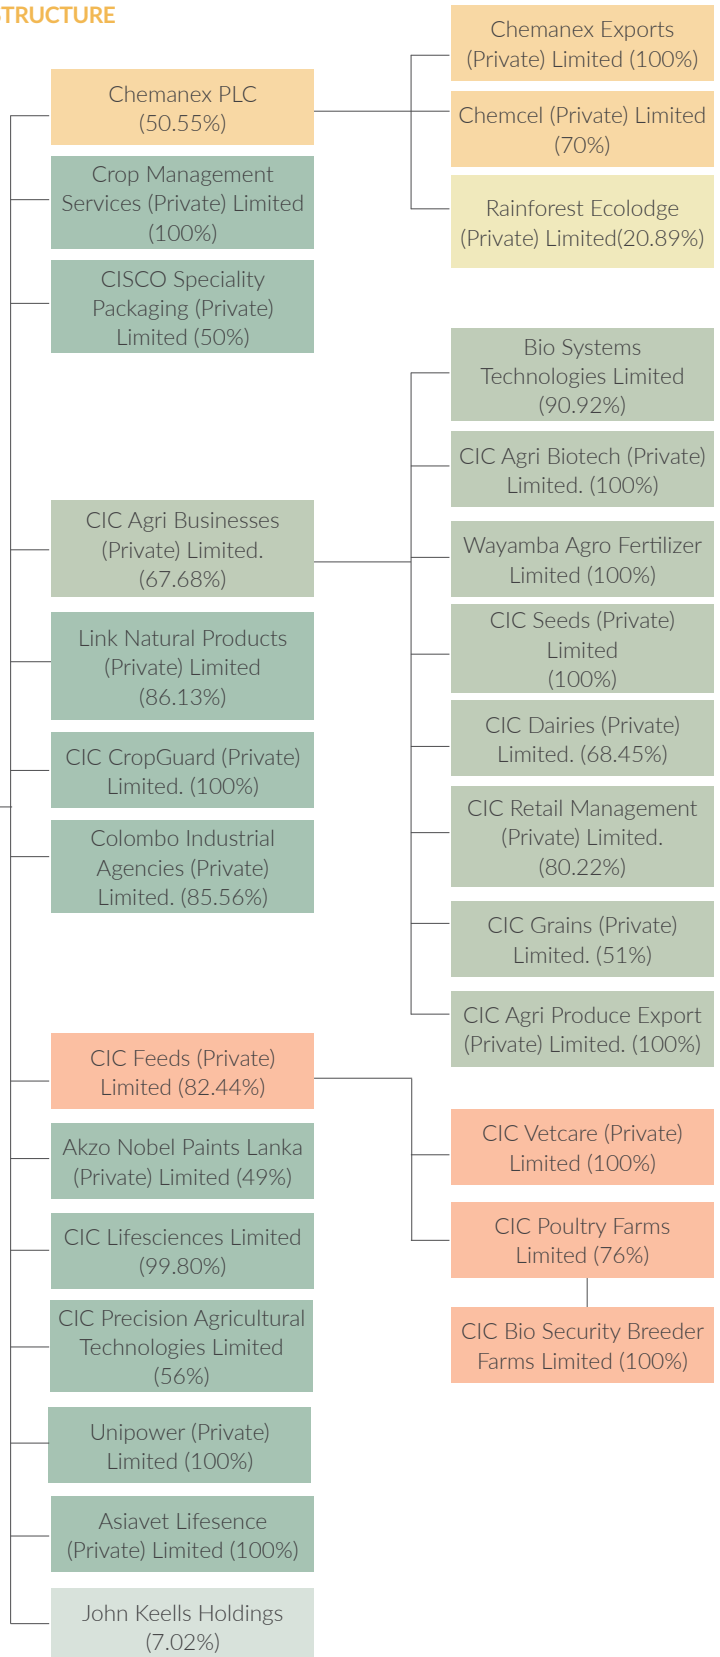 STRUCTURE
Chemanex PLC
(50.55%)
Crop Management
Services (Private) Limited
(100%)
CISCO Speciality
Packaging (Private)
Limited (50%)
CIC Agri Businesses
(Private) Limited.
(67.68%)
Link Natural Products
(Private) Limited
(86.13%)
CIC CropGuard (Private)
Limited. (100%)
Colombo Industrial
Agencies (Private)
Limited. (85.56%)
CIC Feeds (Private)
Limited (82.44%)
Akzo Nobel Paints Lanka
(Private) Limited (49%)
CIC Lifesciences Limited
(99.80%)
CIC Precision Agricultural
Technologies Limited
(56%)
Unipower (Private)
Limited (100%)
Asiavet Lifesence
(Private) Limited (100%)
John Keells Holdings
(7.02%)
Chemanex Exports
(Private) Limited (100%)
Chemcel (Private) Limited
(70%)
Rainforest Ecolodge
(Private) Limited(20.89%)
Bio Systems
Technologies Limited
(90.92%)
CIC Agri Biotech (Private)
Limited. (100%)
Wayamba Agro Fertilizer
Limited (100%)
CIC Seeds (Private)
Limited
(100%)
CIC Dairies (Private)
Limited. (68.45%)
CIC Retail Management
(Private) Limited.
(80.22%)
CIC Grains (Private)
Limited. (51%)
CIC Agri Produce Export
(Private) Limited. (100%)
CIC Vetcare (Private)
Limited (100%)
CIC Poultry Farms
Limited (76%)
CIC Bio Security Breeder
Farms Limited (100%)